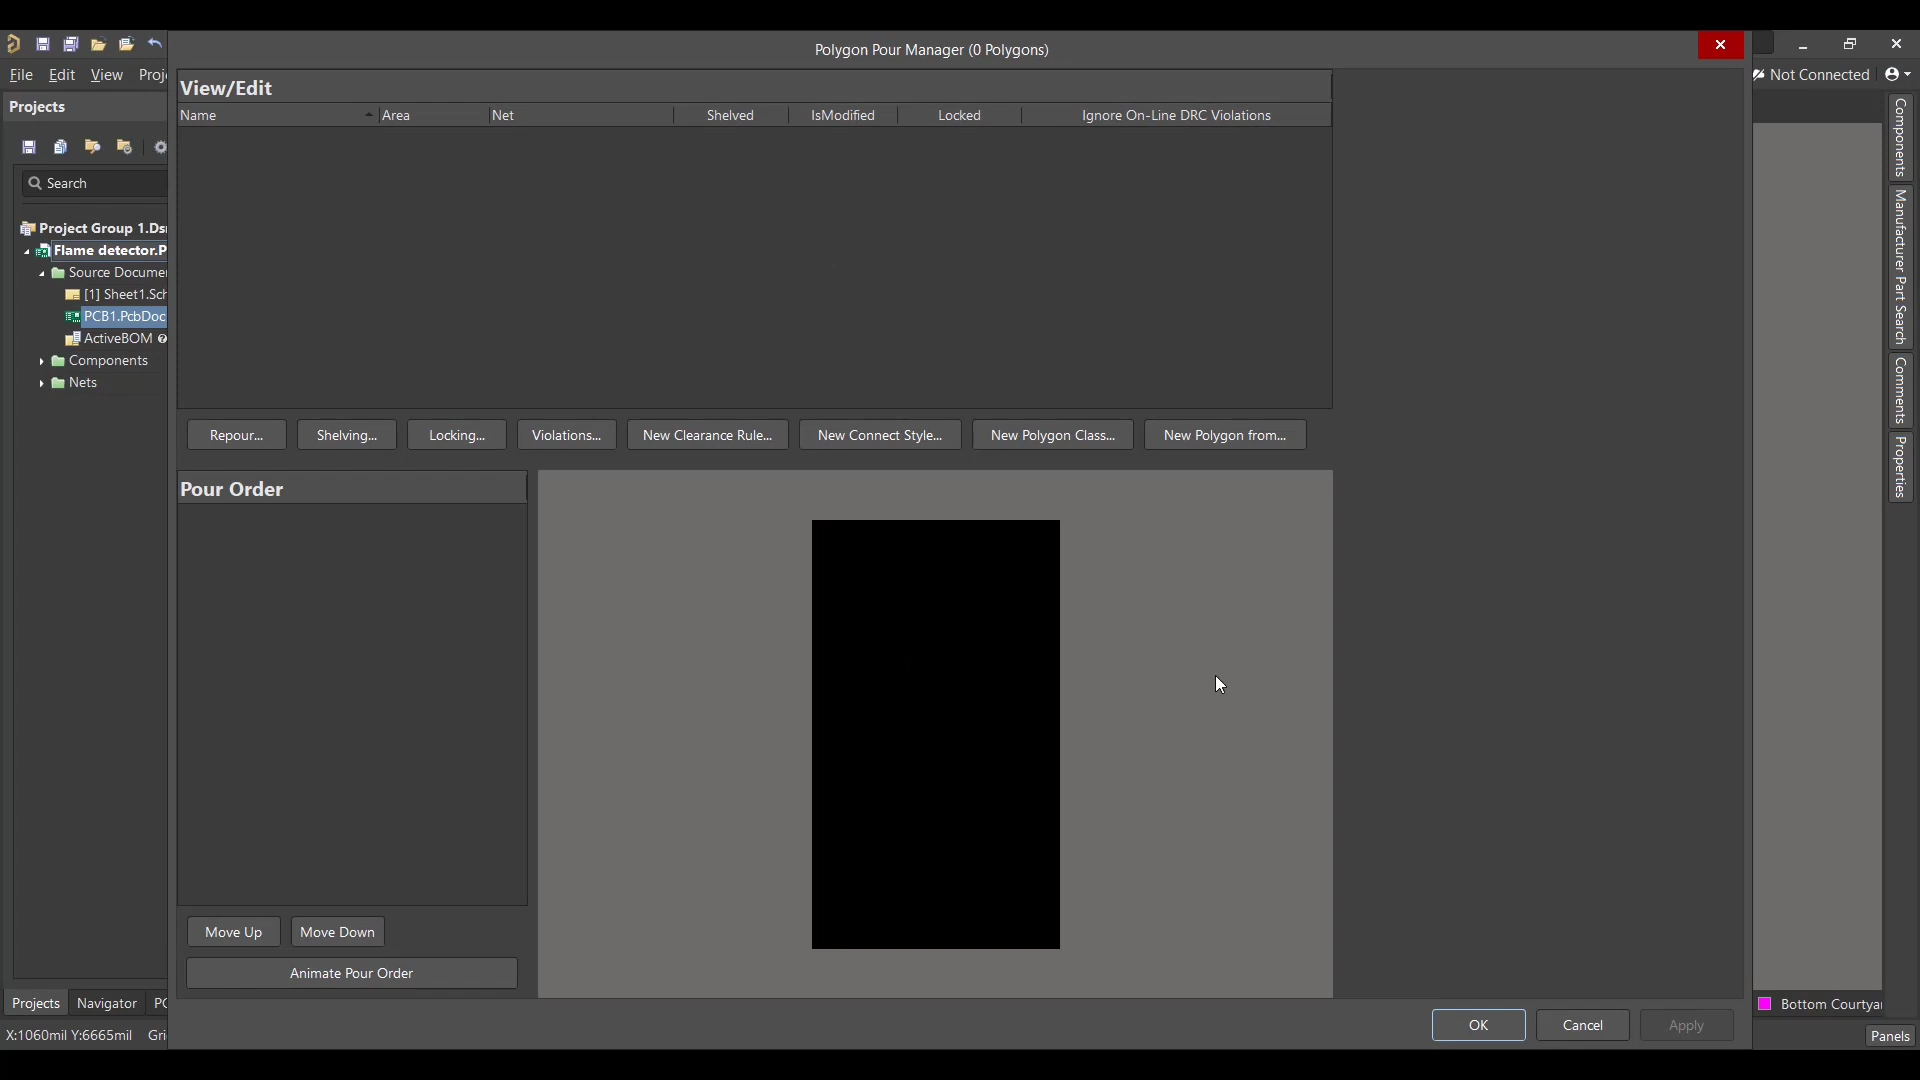 Polygon Pour Manager (0 Polygons)
File Edit View Proj
Not Connected
Projects
View/Edit
Name Area Net Shelved IsModified Locked Ignore On-Line DRC Violations
Search
Project Group 1.Dsn
Flame detector.P
Source Documen
[1] Sheet1.Sch
PCB1.PcbDoc
ActiveBOM
Components
Nets
Components
Manufacturer Part Search
Comments
Properties
Repour... Shelving... Locking... Violations... New Clearance Rule... New Connect Style... New Polygon Class... New Polygon from...
Pour Order
Move Up Move Down
Animate Pour Order
Projects Navigator PC
Bottom Courtya
OK Cancel Apply
X:1060mil Y:6665mil Gri
Panels